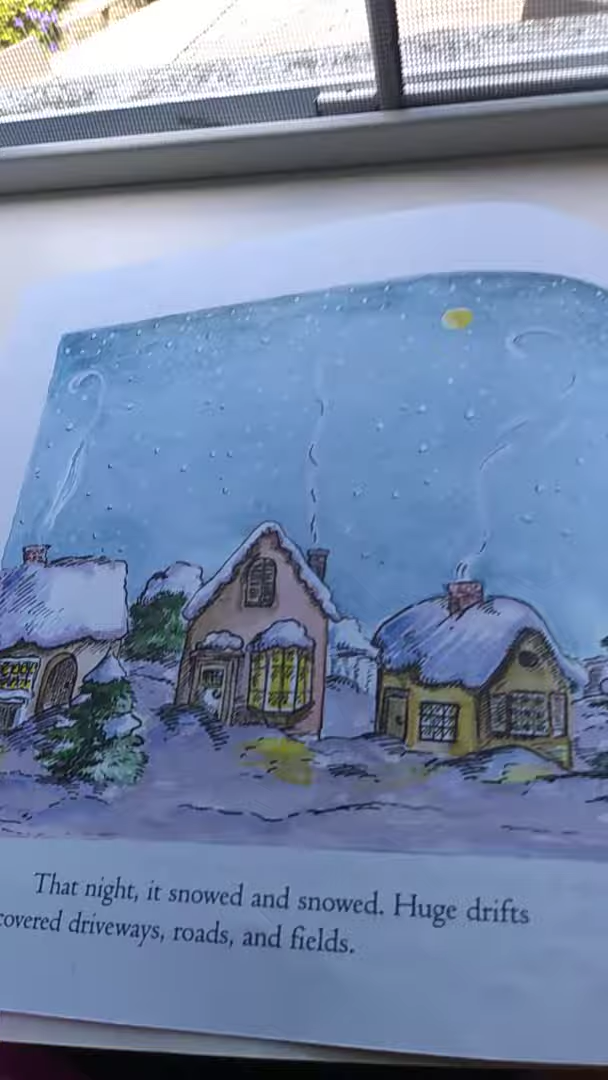 That night, it snowed and snowed. Huge drifts
covered driveways, roads, and fields.